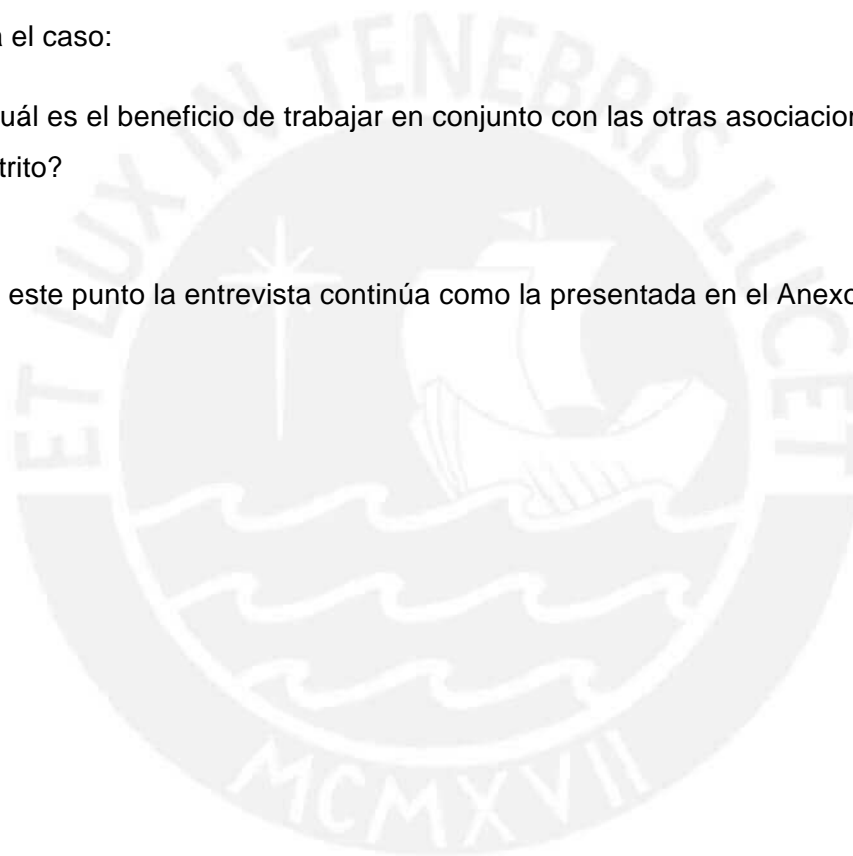 a el caso:
uál es el beneficio de trabajar en conjunto con las otras asociacion
trito?
este punto la entrevista continúa como la presentada en el Anexo
ET LUX IN TENEBRIS LUCET
MCMXVII